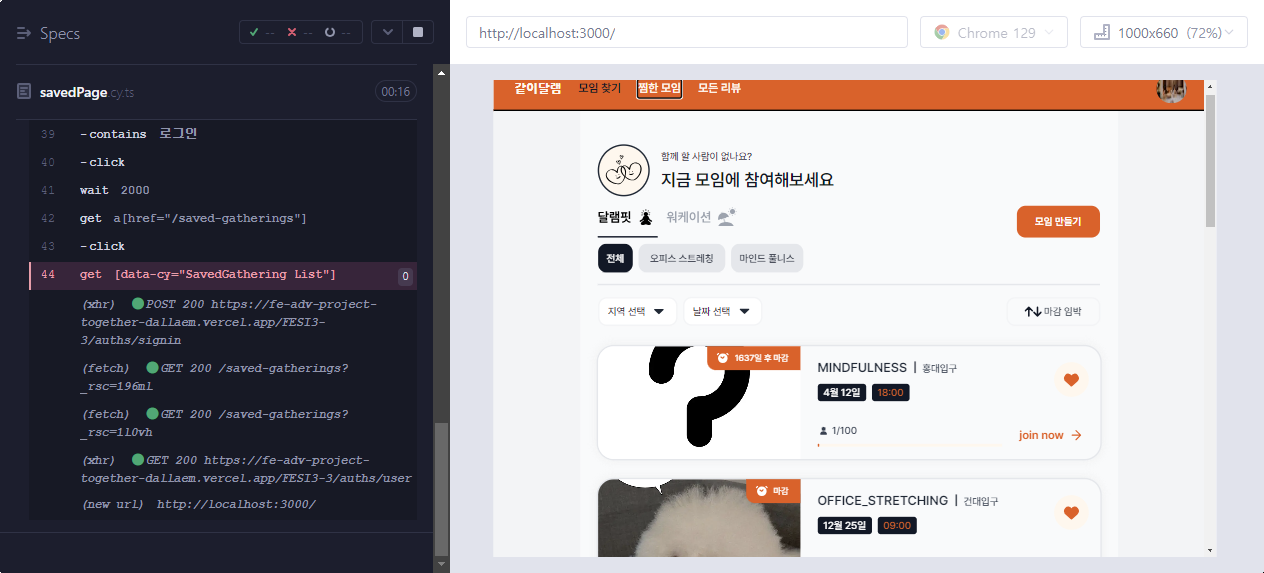 Specs
-- -- --
savedPage.cy.ts
00:16
39 -contains 로그인
40 -click
41 wait 2000
42 get a[href="/saved-gatherings"]
43 -click
44 get [data-cy="SavedGathering List"] 0
(xhr) POST 200 https://fe-adv-project-
together-dallaem.vercel.app/FESI3-
3/auths/signin
(fetch) GET 200 /saved-gatherings?
_rsc=196ml
(fetch) GET 200 /saved-gatherings?
_rsc=1l0vh
(xhr) GET 200 https://fe-adv-project-
together-dallaem.vercel.app/FESI3-3/auths/user
(new url) http://localhost:3000/
http://localhost:3000/
Chrome 129
1000x660 (72%)
같이달램 모임 찾기 찜한 모임 모든 리뷰
함께 할 사람이 없나요?
지금 모임에 참여해보세요
달램핏 워케이션
모임 만들기
전체 오피스 스트레칭 마인드 풀니스
지역 선택 날짜 선택 마감 임박
1637일 후 마감
MINDFULNESS | 홍대입구
4월 12일 18:00
1/100
join now
마감
OFFICE_STRETCHING | 건대입구
12월 25일 09:00